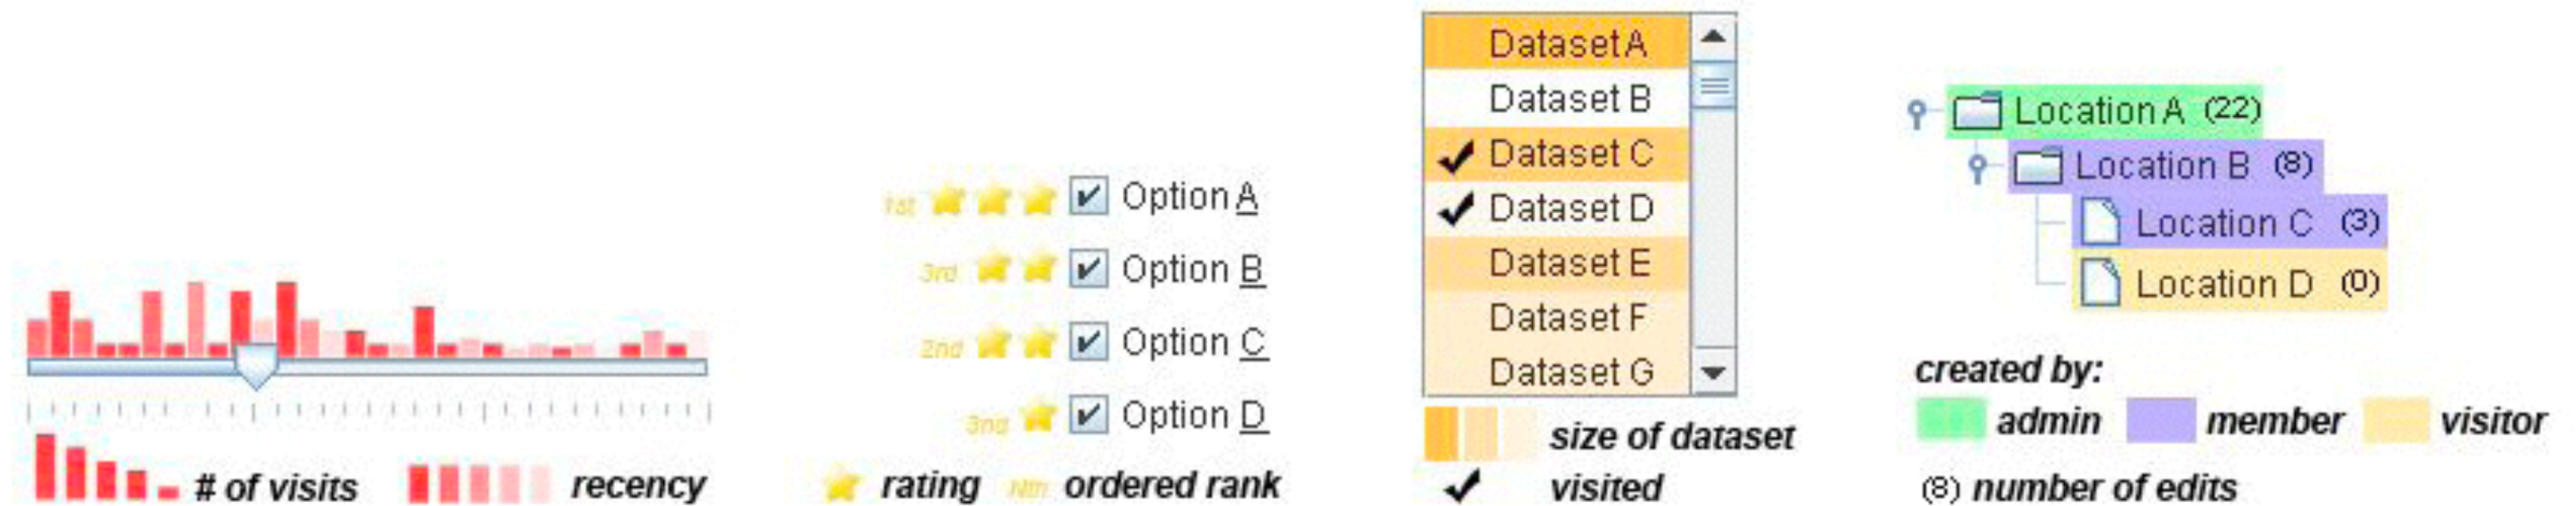 # of visits
recency
1st Option A
3rd Option B
2nd Option C
3nd Option D
rating
Nth ordered rank
Dataset A
Dataset B
Dataset C
Dataset D
Dataset E
Dataset F
Dataset G
size of dataset
visited
Location A (22)
Location B (8)
Location C (3)
Location D (0)
created by:
admin member visitor
(8) number of edits